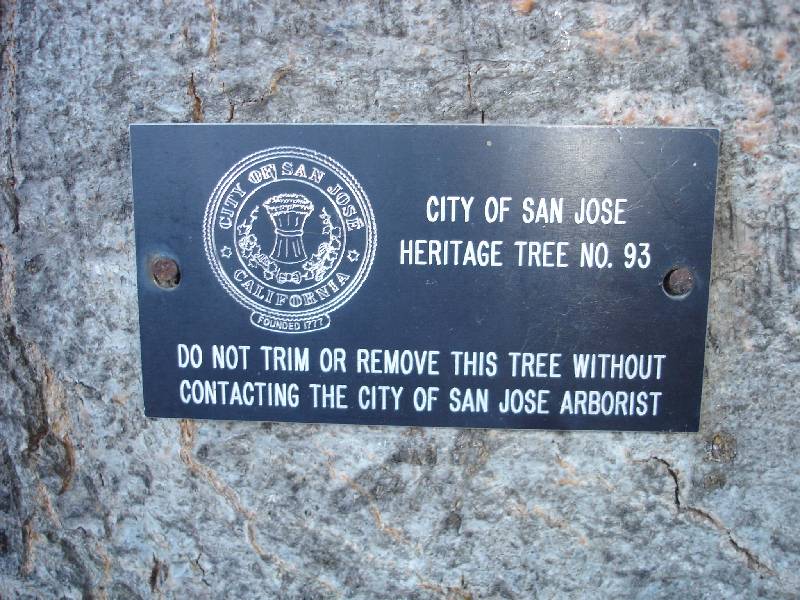 CITY OF SAN JOSÉ
CALIFORNIA
FOUNDED 1777
CITY OF SAN JOSE
HERITAGE TREE NO. 93
DO NOT TRIM OR REMOVE THIS TREE WITHOUT
CONTACTING THE CITY OF SAN JOSE ARBORIST